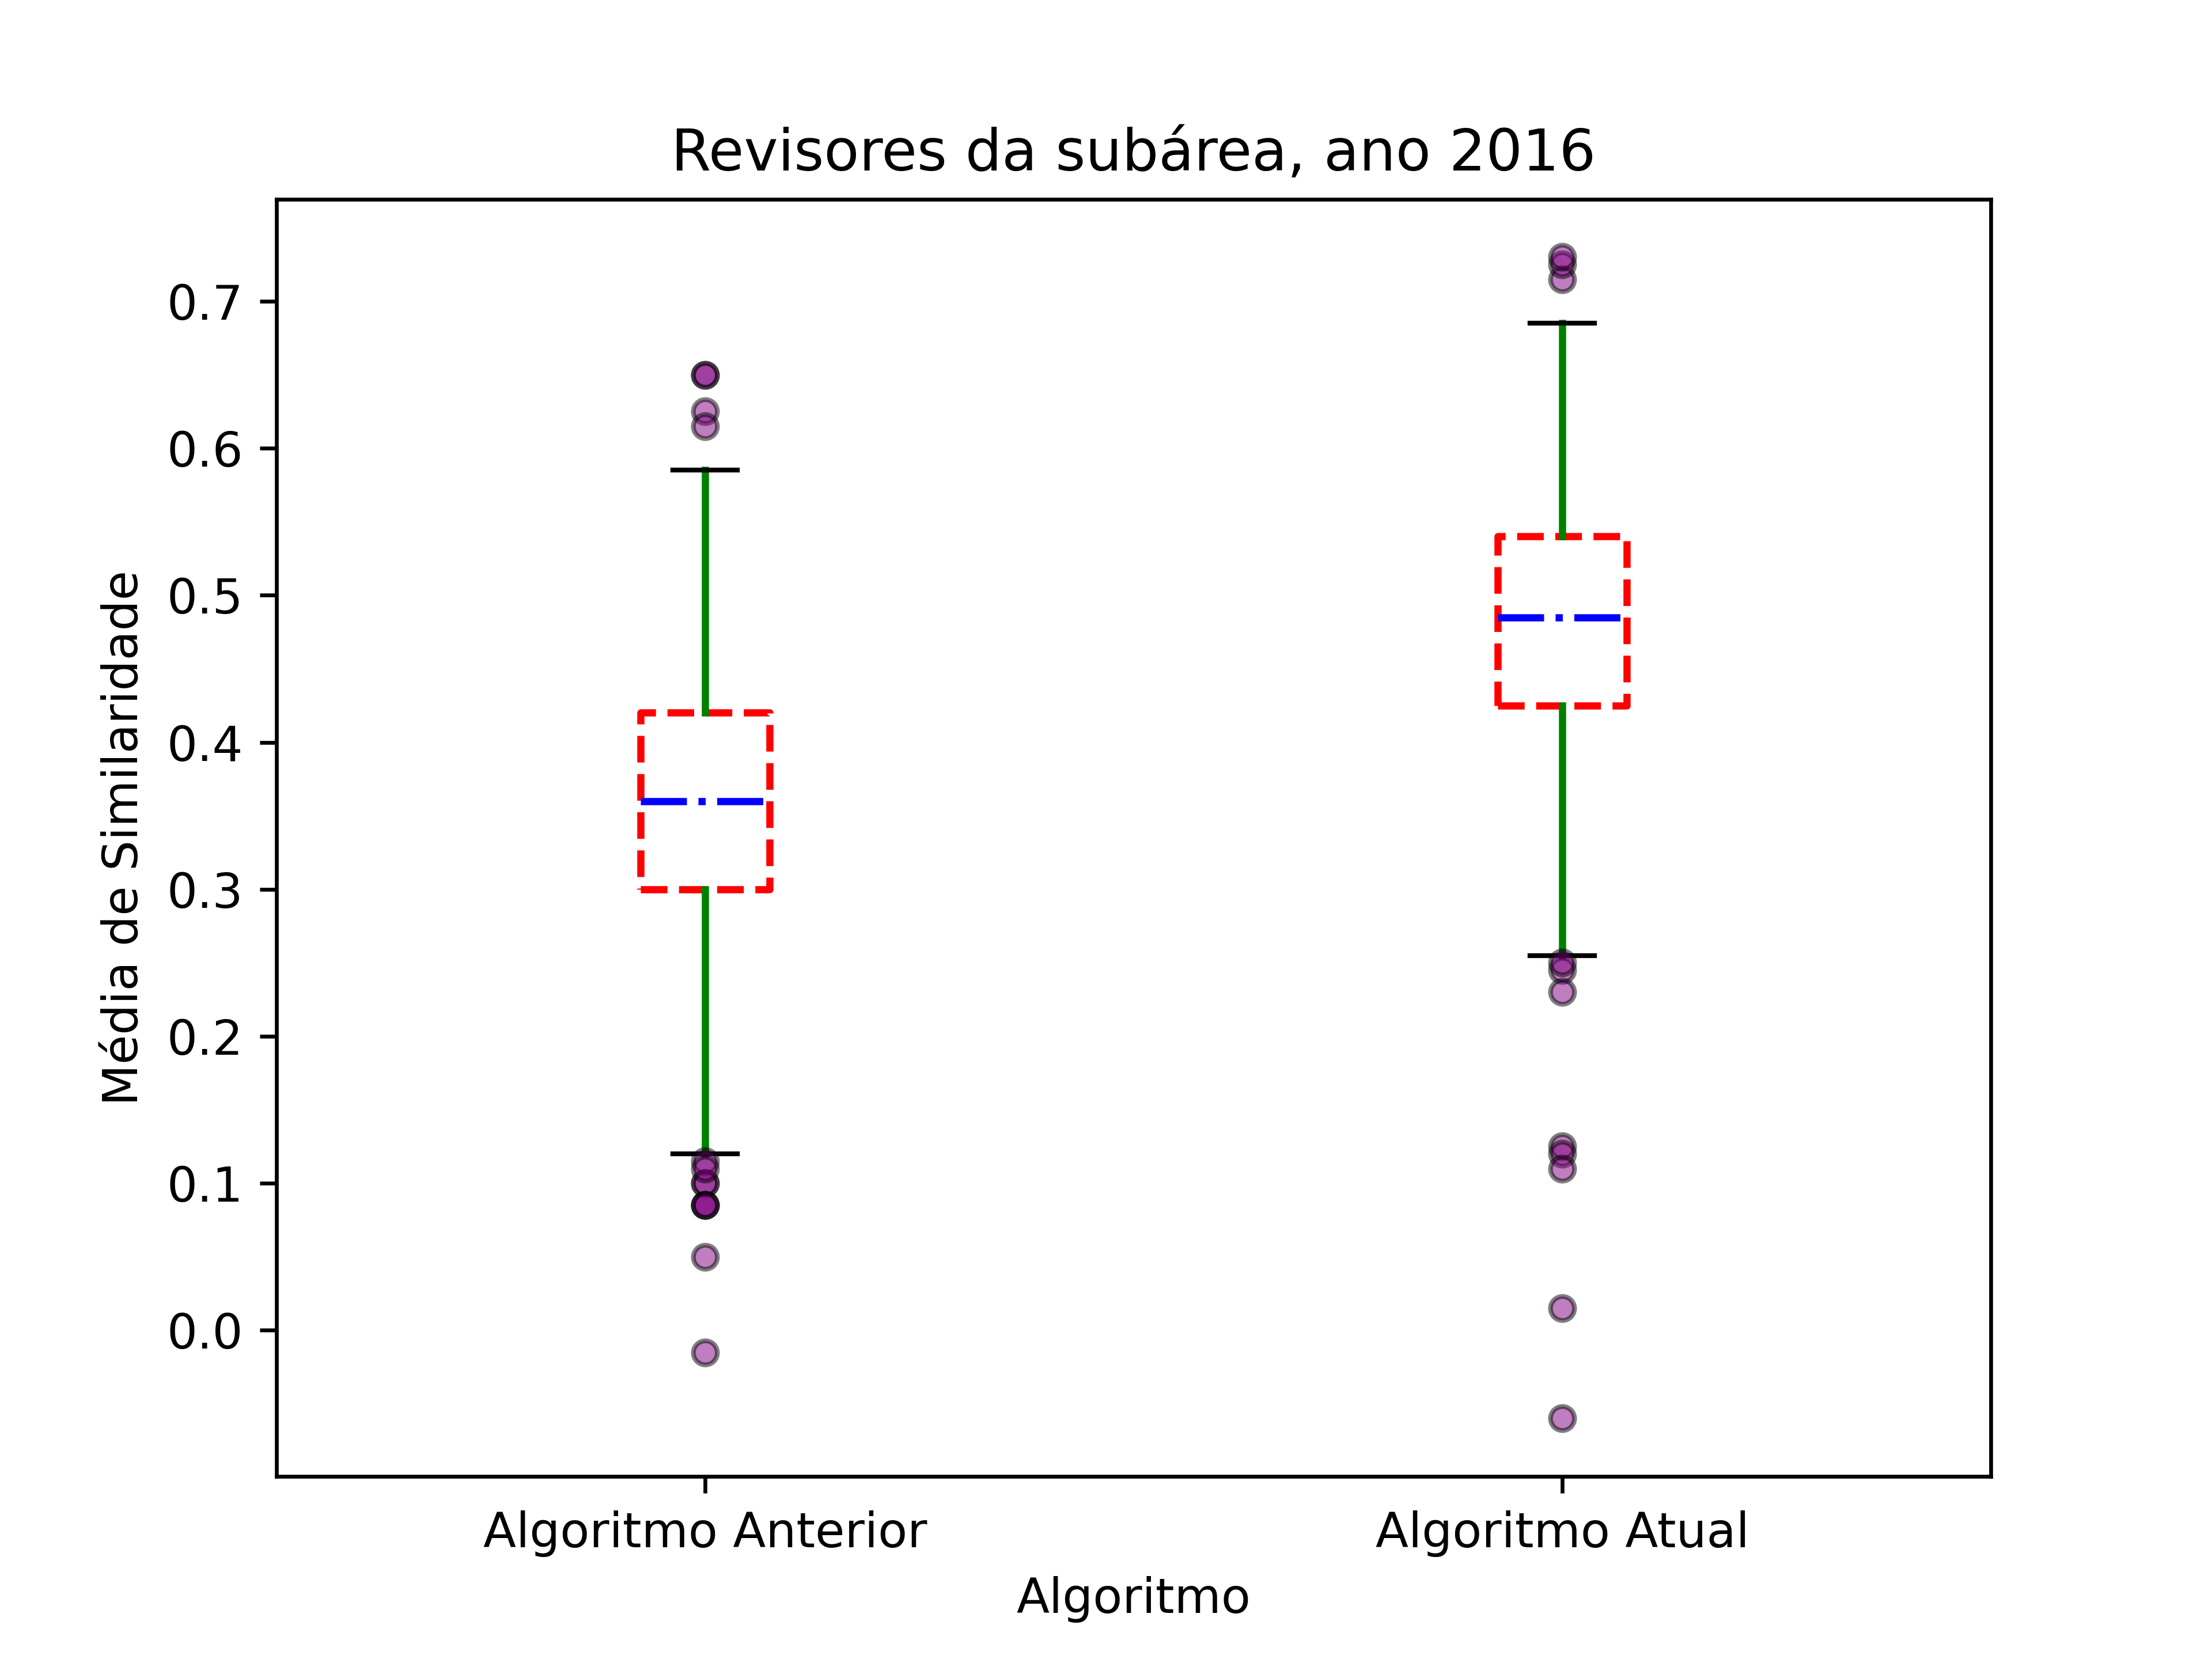 Revisores da subárea, ano 2016
Média de Similaridade
0.7
0.6
0.5
0.4
0.3
0.2
0.1
0.0
Algoritmo Anterior
Algoritmo Atual
Algoritmo